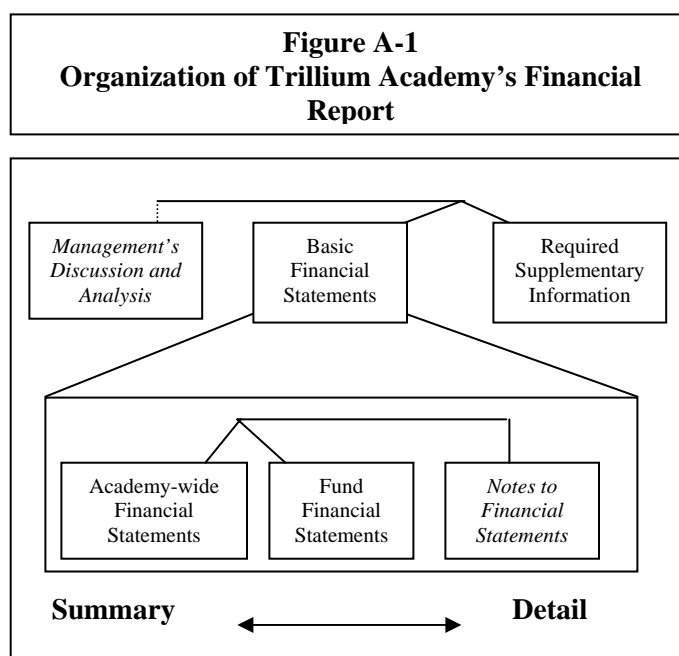 Figure A-1
Organization of Trillium Academy’s Financial
Report
Management’s
Discussion and
Analysis
Basic
Financial
Statements
Required
Supplementary
Information
Academy-wide
Financial
Statements
Fund
Financial
Statements
Notes to
Financial
Statements
Summary
Detail